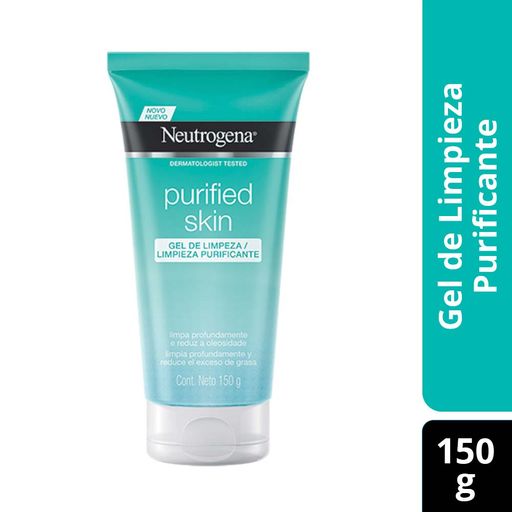 NOVO
NUEVO
Neutrogena®
DERMATOLOGIST TESTED
purified
skin
GEL DE LIMPEZA /
LIMPIEZA PURIFICANTE
limpa profundamente
e reduz a oleosidade
limpia profundamente y
reduce el exceso de grasa
Cont. Neto 150 g
Gel de Limpieza
Purificante
150
g